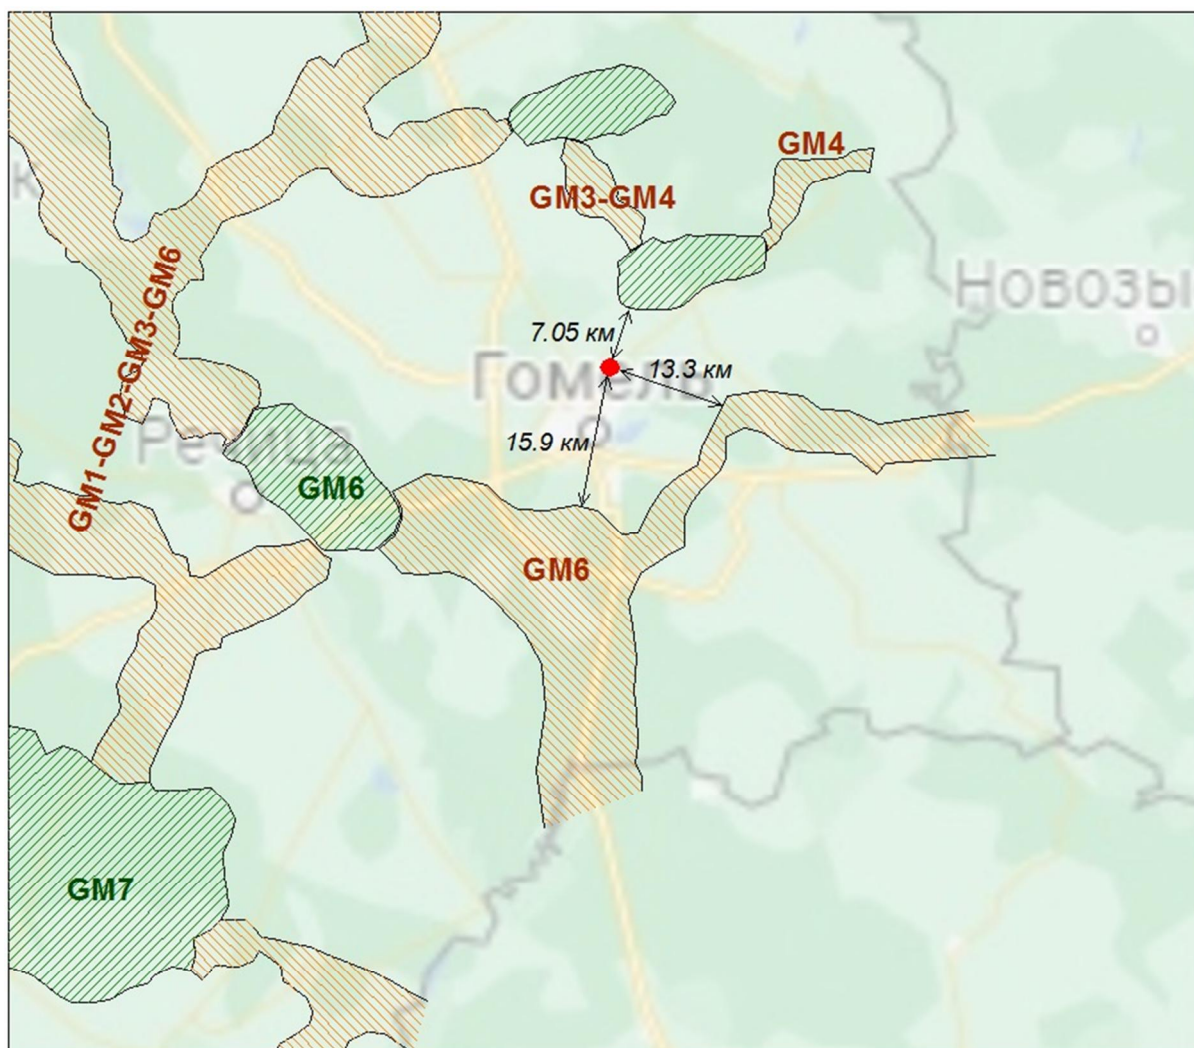 GM4
GM3-GM4
к
GM1-GM2-GM3-GM6
Новозы
7.05 км
13.3 км
Гомель
15.9 км
Речица
GM6
GM6
GM7